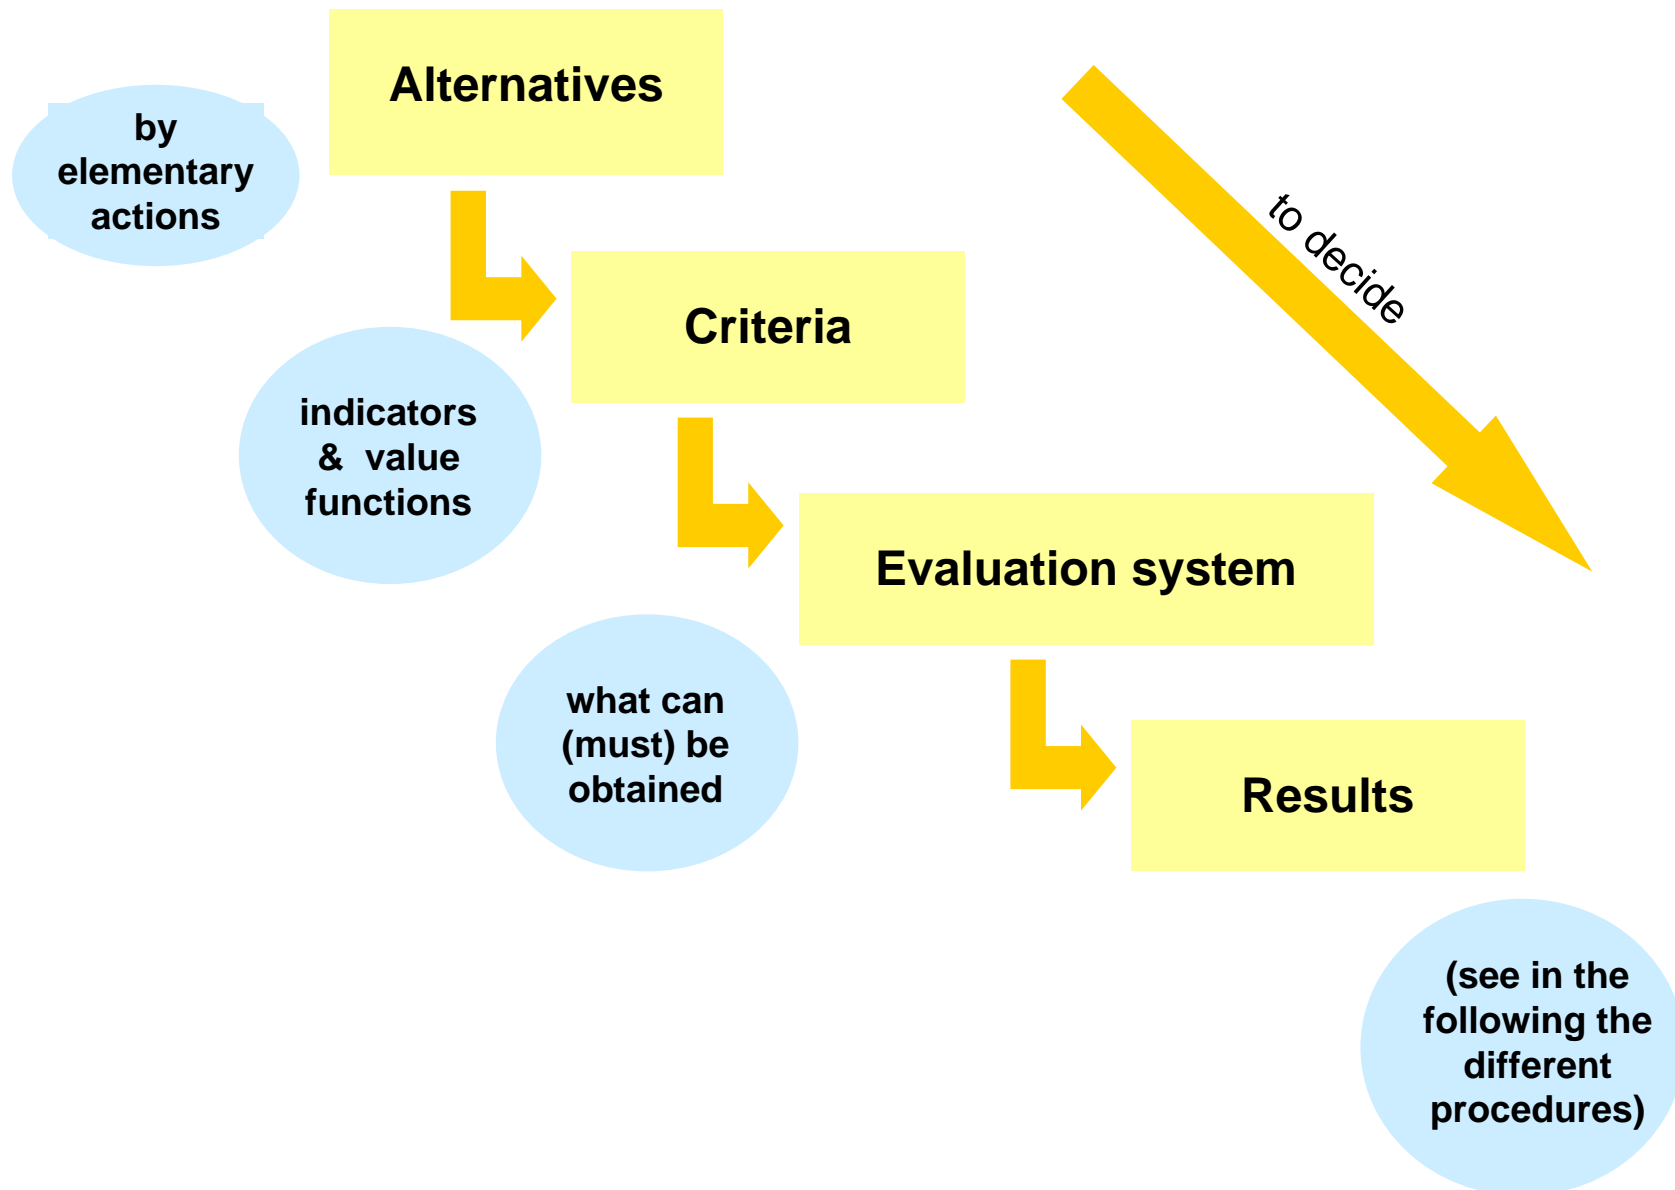 Alternatives
by
elementary
actions
to decide
Criteria
indicators
& value
functions
Evaluation system
what can
(must) be
obtained
Results
(see in the
following the
different
procedures)